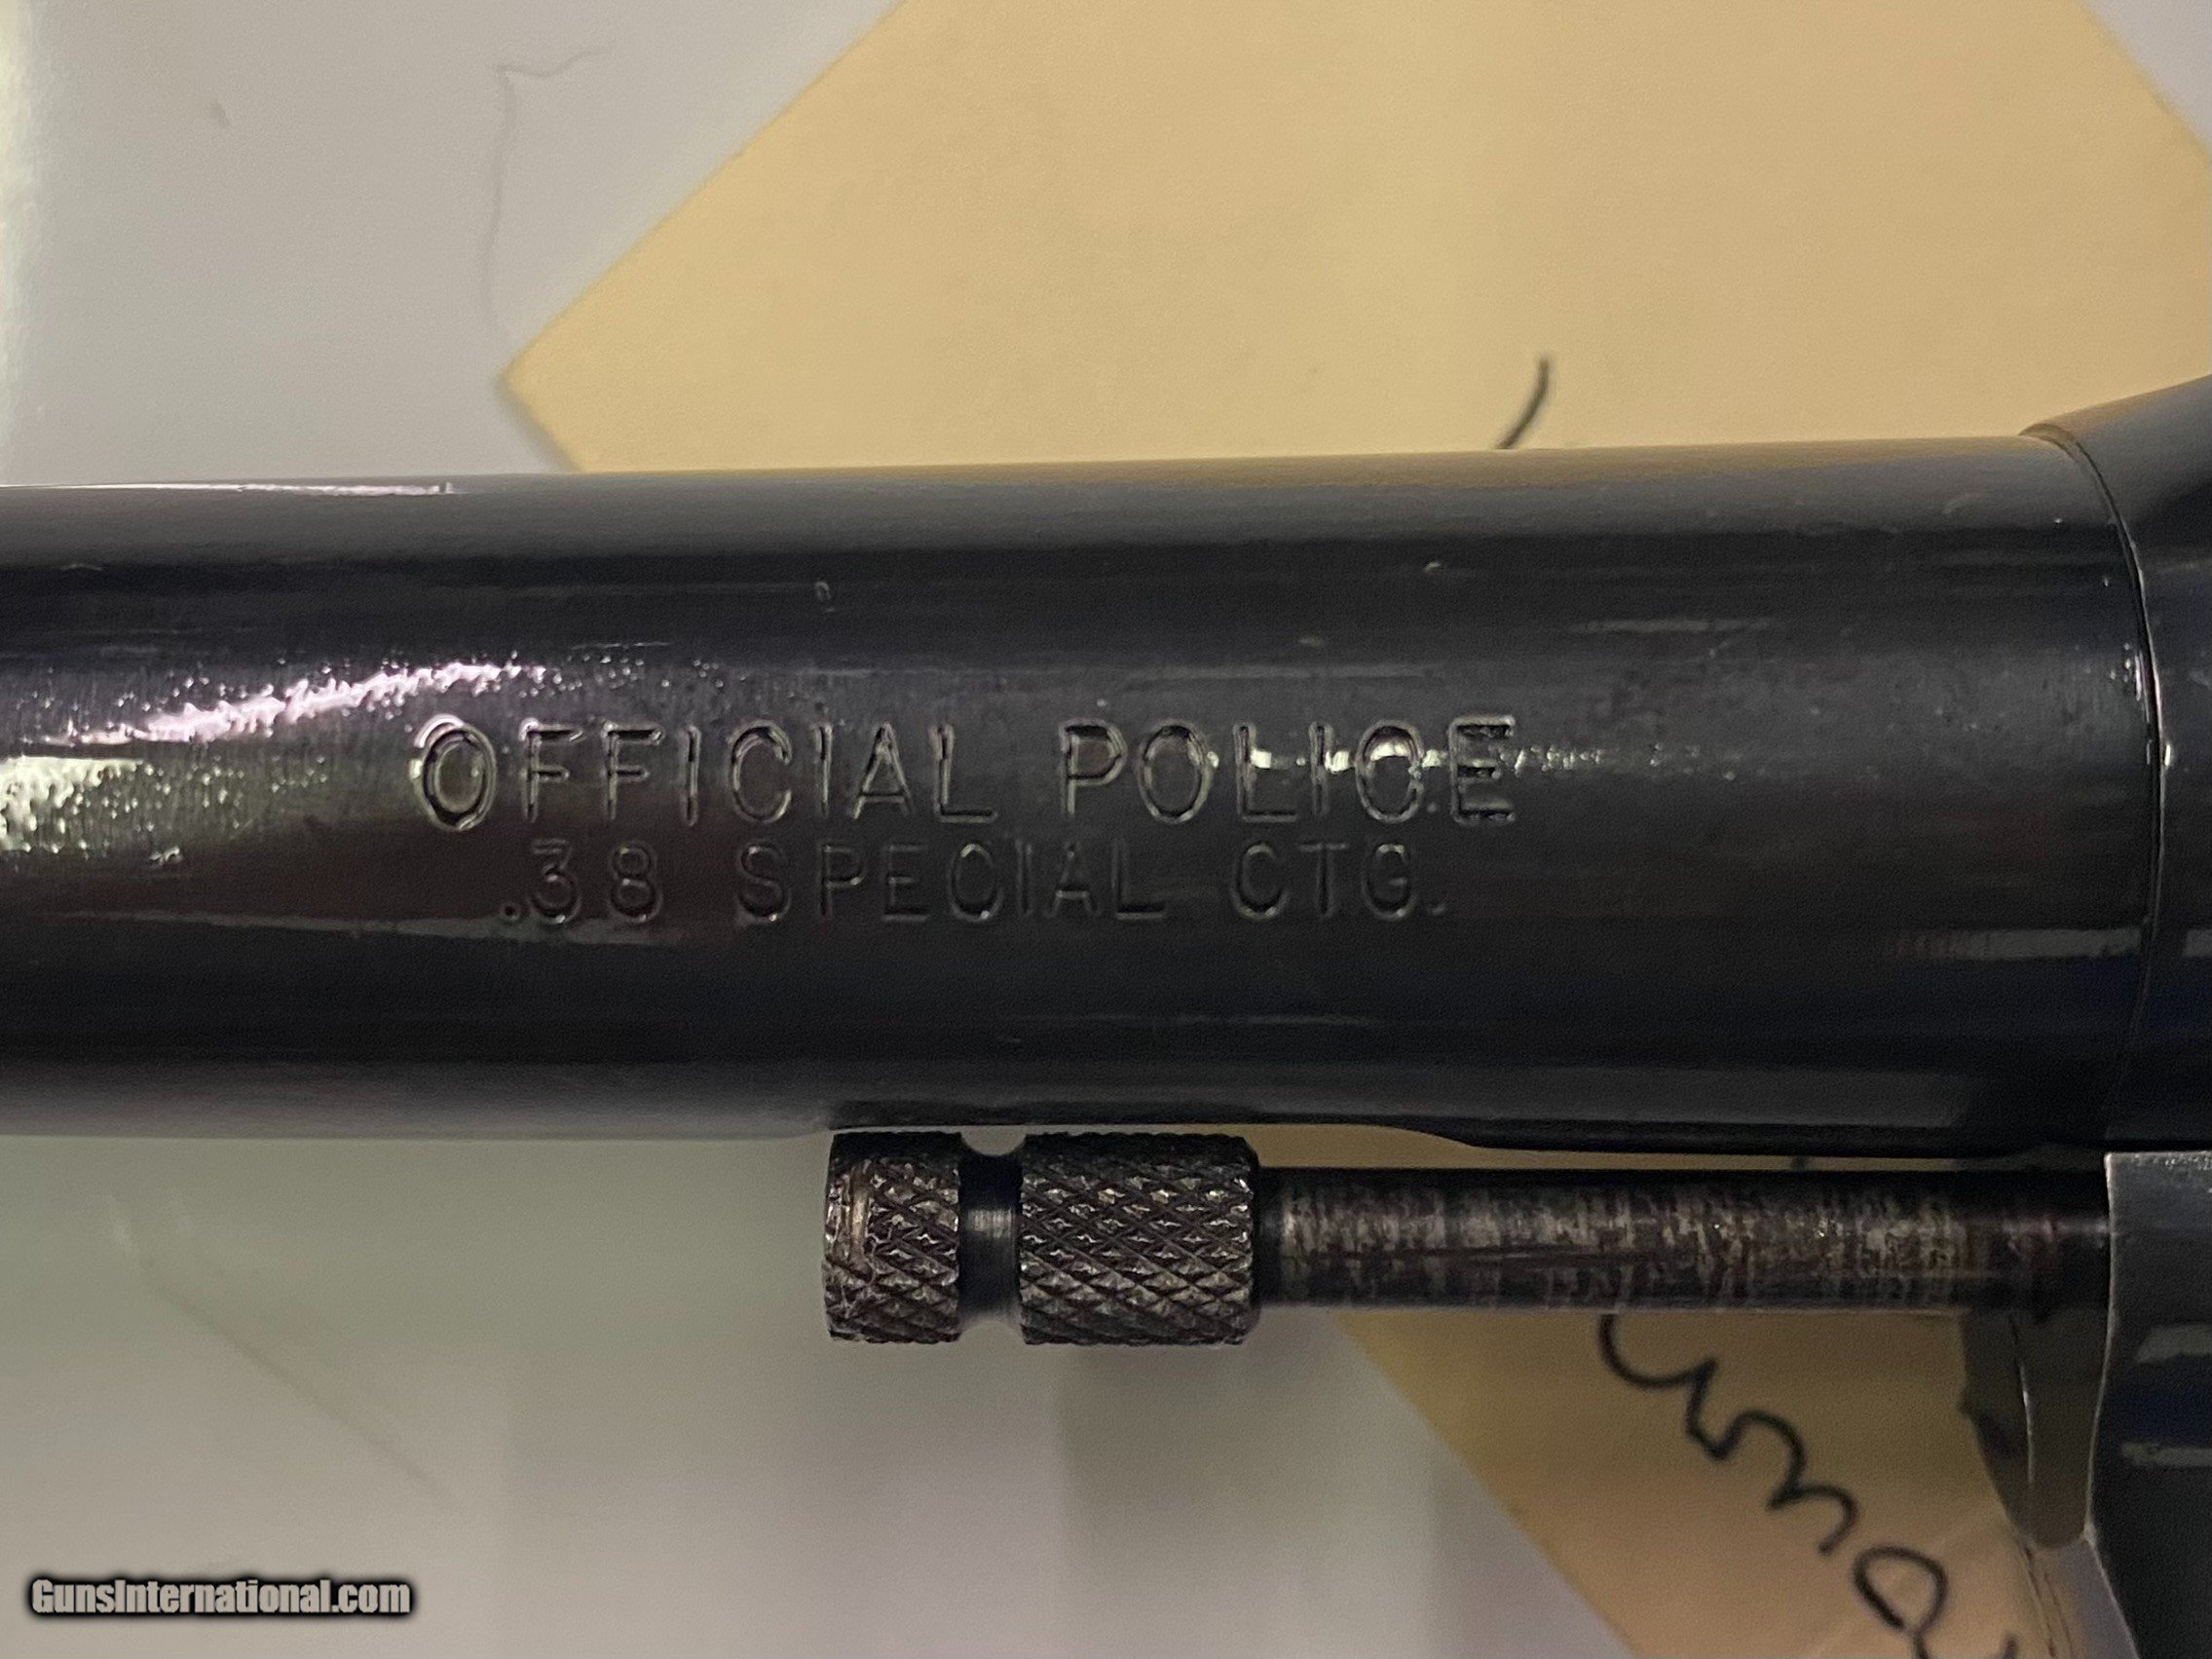 OFFICIAL POLICE
.38 SPECIAL CTG.
GunsInternational.com